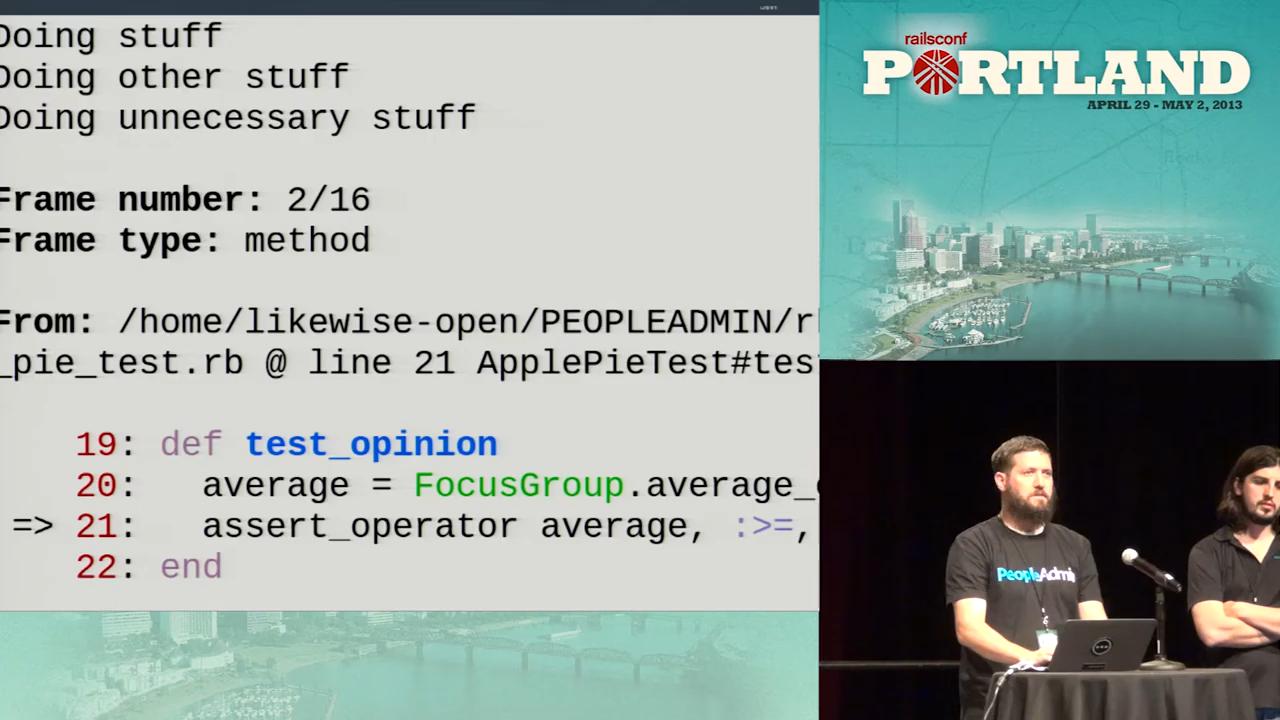 Doing stuff
Doing other stuff
Doing unnecessary stuff
Frame number: 2/16
Frame type: method
From: /home/likewise-open/PEOPLEADMIN/r
_pie_test.rb @ line 21 ApplePieTest#tes
19: def test_opinion
20: average = FocusGroup.average_
=> 21: assert_operator average, :>=,
22: end
railsconf
PORTLAND
APRIL 29 - MAY 2, 2013
PeopleAdmin